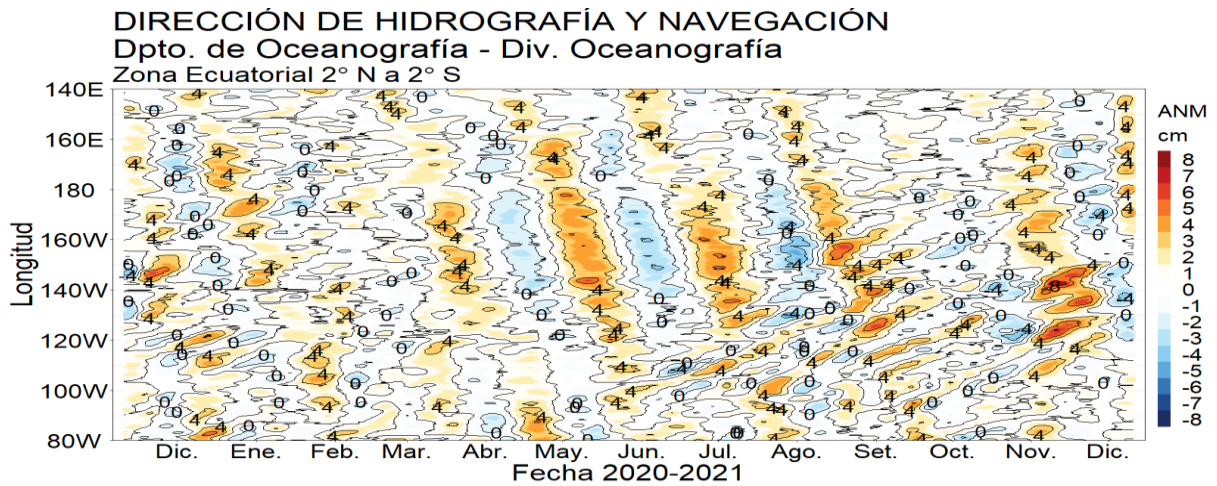 DIRECCIÓN DE HIDROGRAFÍA Y NAVEGACIÓN
Dpto. de Oceanografía - Div. Oceanografía
Zona Ecuatorial 2° N a 2° S
140E
160E
180
160W
140W
120W
100W
80W
Longitud
Dic. Ene. Feb. Mar. Abr. May. Jun. Jul. Ago. Set. Oct. Nov. Dic.
Fecha 2020-2021
ANM
cm
8
7
6
5
4
3
2
1
0
-1
-2
-3
-4
-5
-6
-7
-8